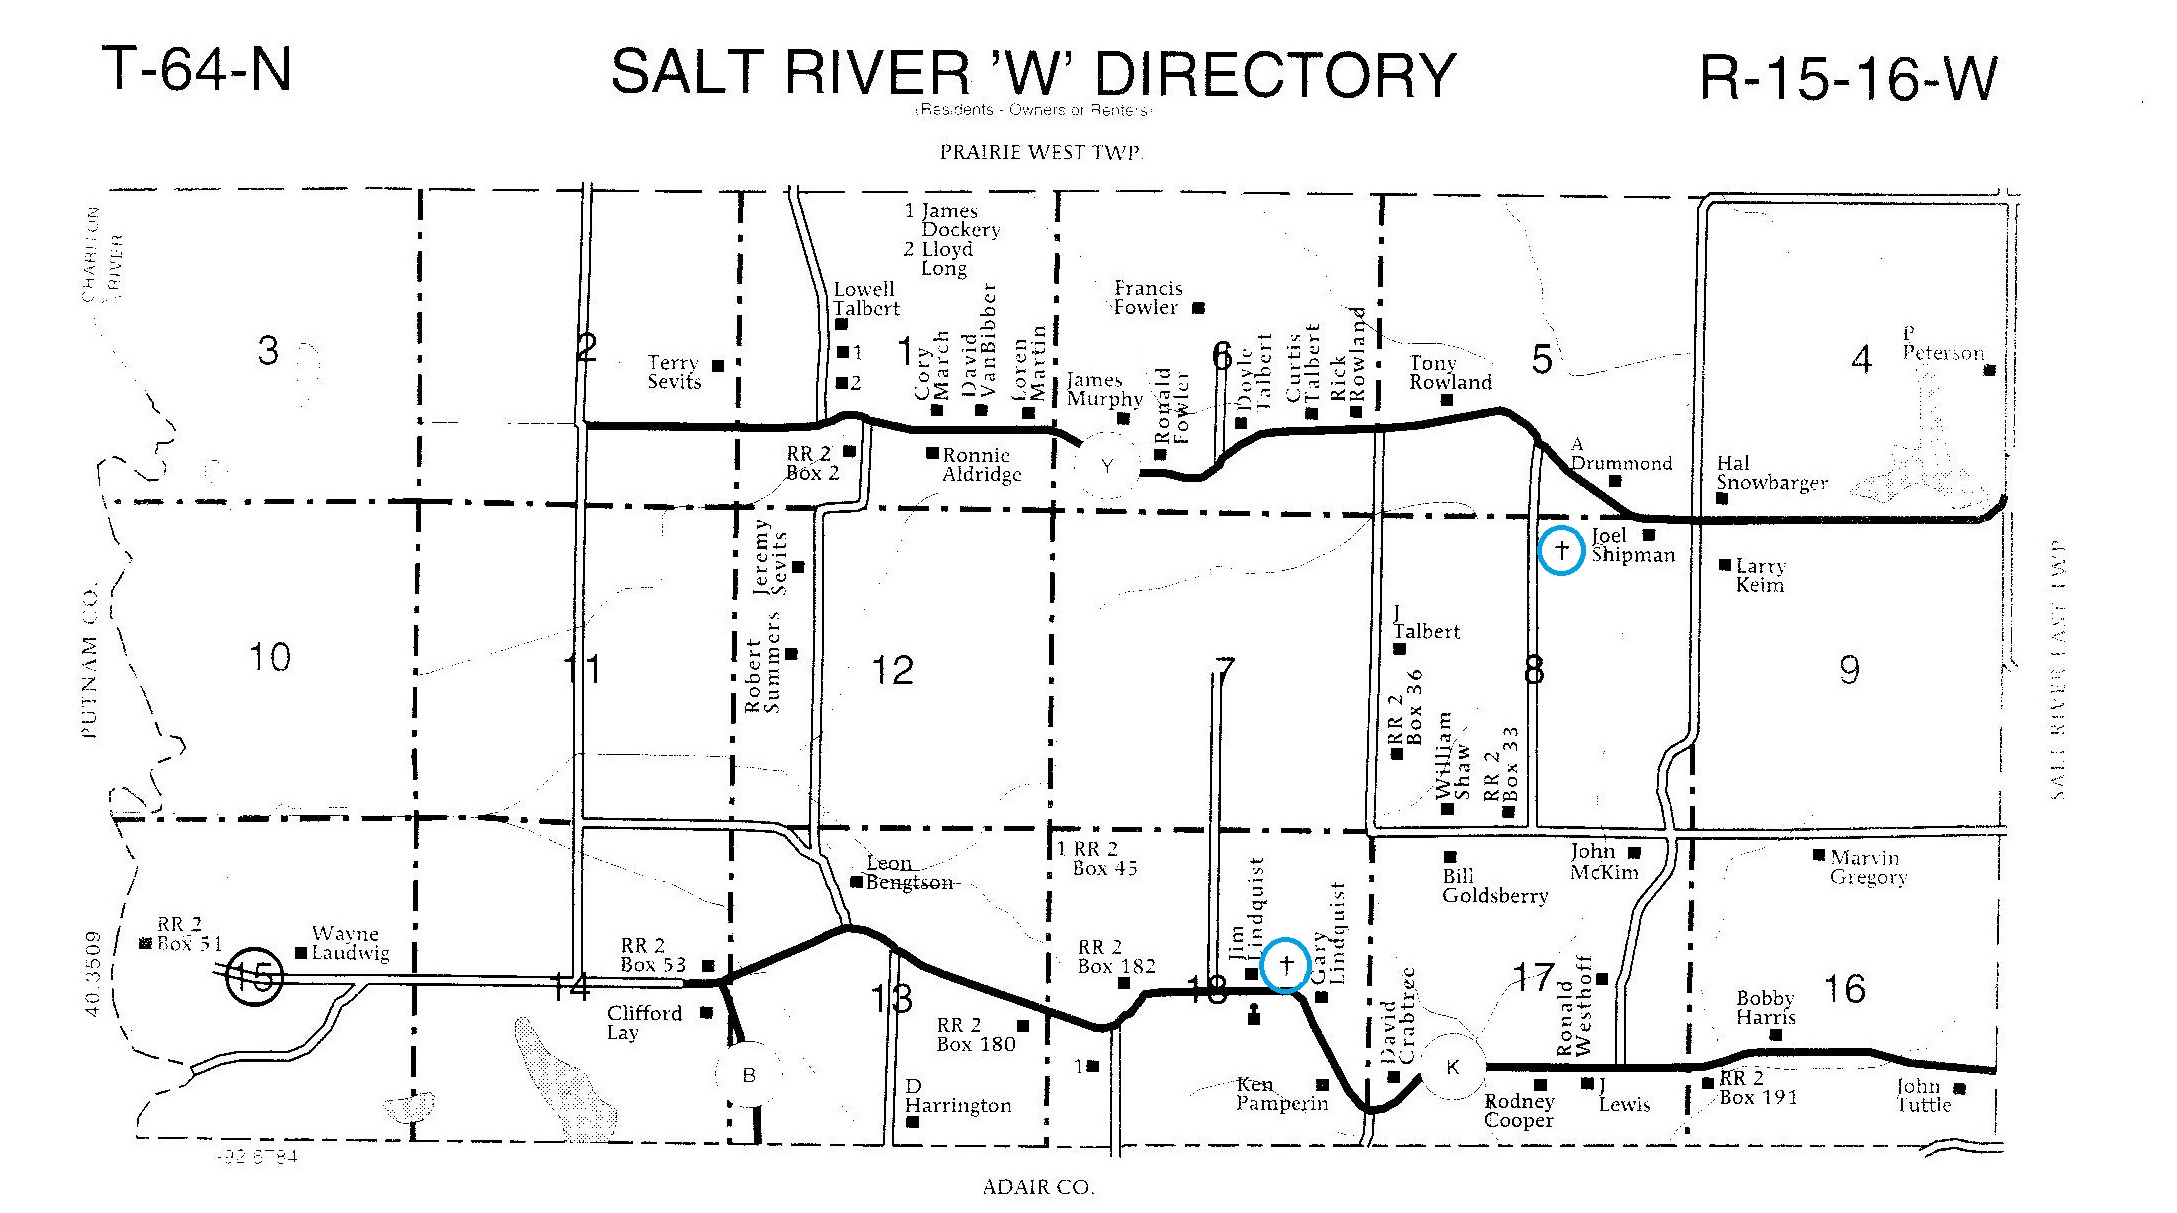 T-64-N
SALT RIVER 'W' DIRECTORY
R-15-16-W
(Residents - Owners or Renters)
PRAIRIE WEST TWP.
CHARITON
RIVER
3
2
Terry
Sevits
1 James
Dockery
2 Lloyd
Long
Lowell
Talbert
1
2
1
Cory
March
David
VanBibber
Loren
Martin
RR 2
Box 2
Ronnie
Aldridge
James
Murphy
Y
Francis
Fowler
Ronald
Fowler
6
Doyle
Talbert
Curtis
Talbert
Rick
Rowland
Tony
Rowland
5
A
Drummond
Hal
Snowbarger
4
P
Peterson
PUTNAM CO.
10
11
Jeremy
Sevits
Robert
Summers
12
7
J
Talbert
RR 2
Box 36
William
Shaw
RR 2
Box 33
8
Joel
Shipman
Larry
Keim
9
SALT RIVER EAST TWP
40.3509
RR 2
Box 51
15
Wayne
Laudwig
14
RR 2
Box 53
Clifford
Lay
B
Leon
Bengtson
13
RR 2
Box 180
D
Harrington
1 RR 2
Box 45
RR 2
Box 182
1
18
Jim
Lindquist
Gary
Lindquist
Ken
Pamperin
David
Crabtree
K
Bill
Goldsberry
John
McKim
17
Ronald
Westhoff
Rodney
Cooper
J
Lewis
Marvin
Gregory
16
Bobby
Harris
RR 2
Box 191
John
Tuttle
-92.6784
ADAIR CO.